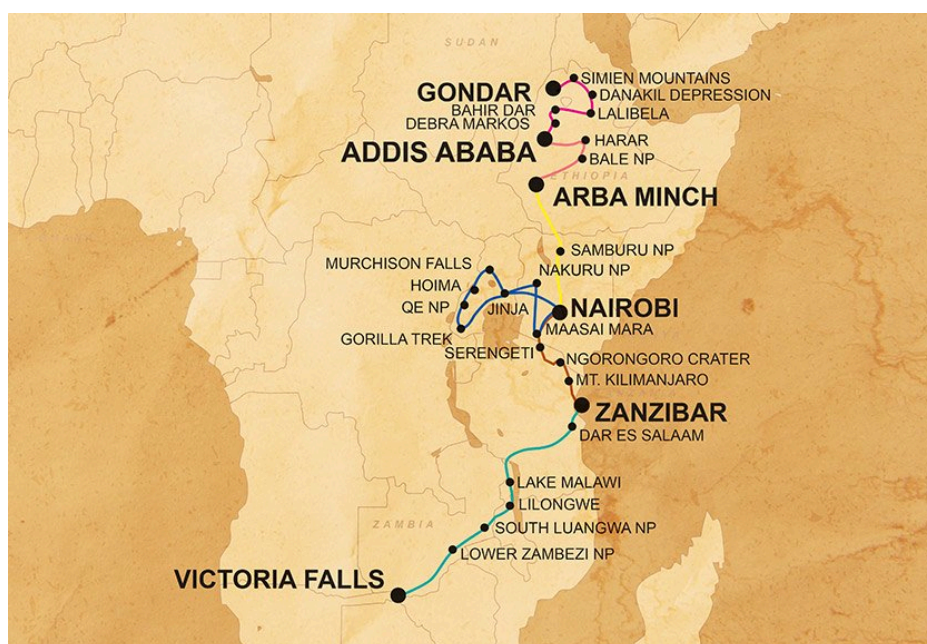 SUDAN
SIMIEN MOUNTAINS
GONDAR
DANAKIL DEPRESSION
BAHIR DAR
LALIBELA
DEBRA MARKOS
HARAR
ADDIS ABABA
BALE NP
ETHIOPIA
ARBA MINCH
SAMBURU NP
MURCHISON FALLS
NAKURU NP
HOIMA
QE NP
JINJA
NAIROBI
MAASAI MARA
GORILLA TREK
SERENGETI
NGORONGORO CRATER
MT. KILIMANJARO
ZANZIBAR
DAR ES SALAAM
LAKE MALAWI
LILONGWE
ZAMBIA
SOUTH LUANGWA NP
LOWER ZAMBEZI NP
VICTORIA FALLS